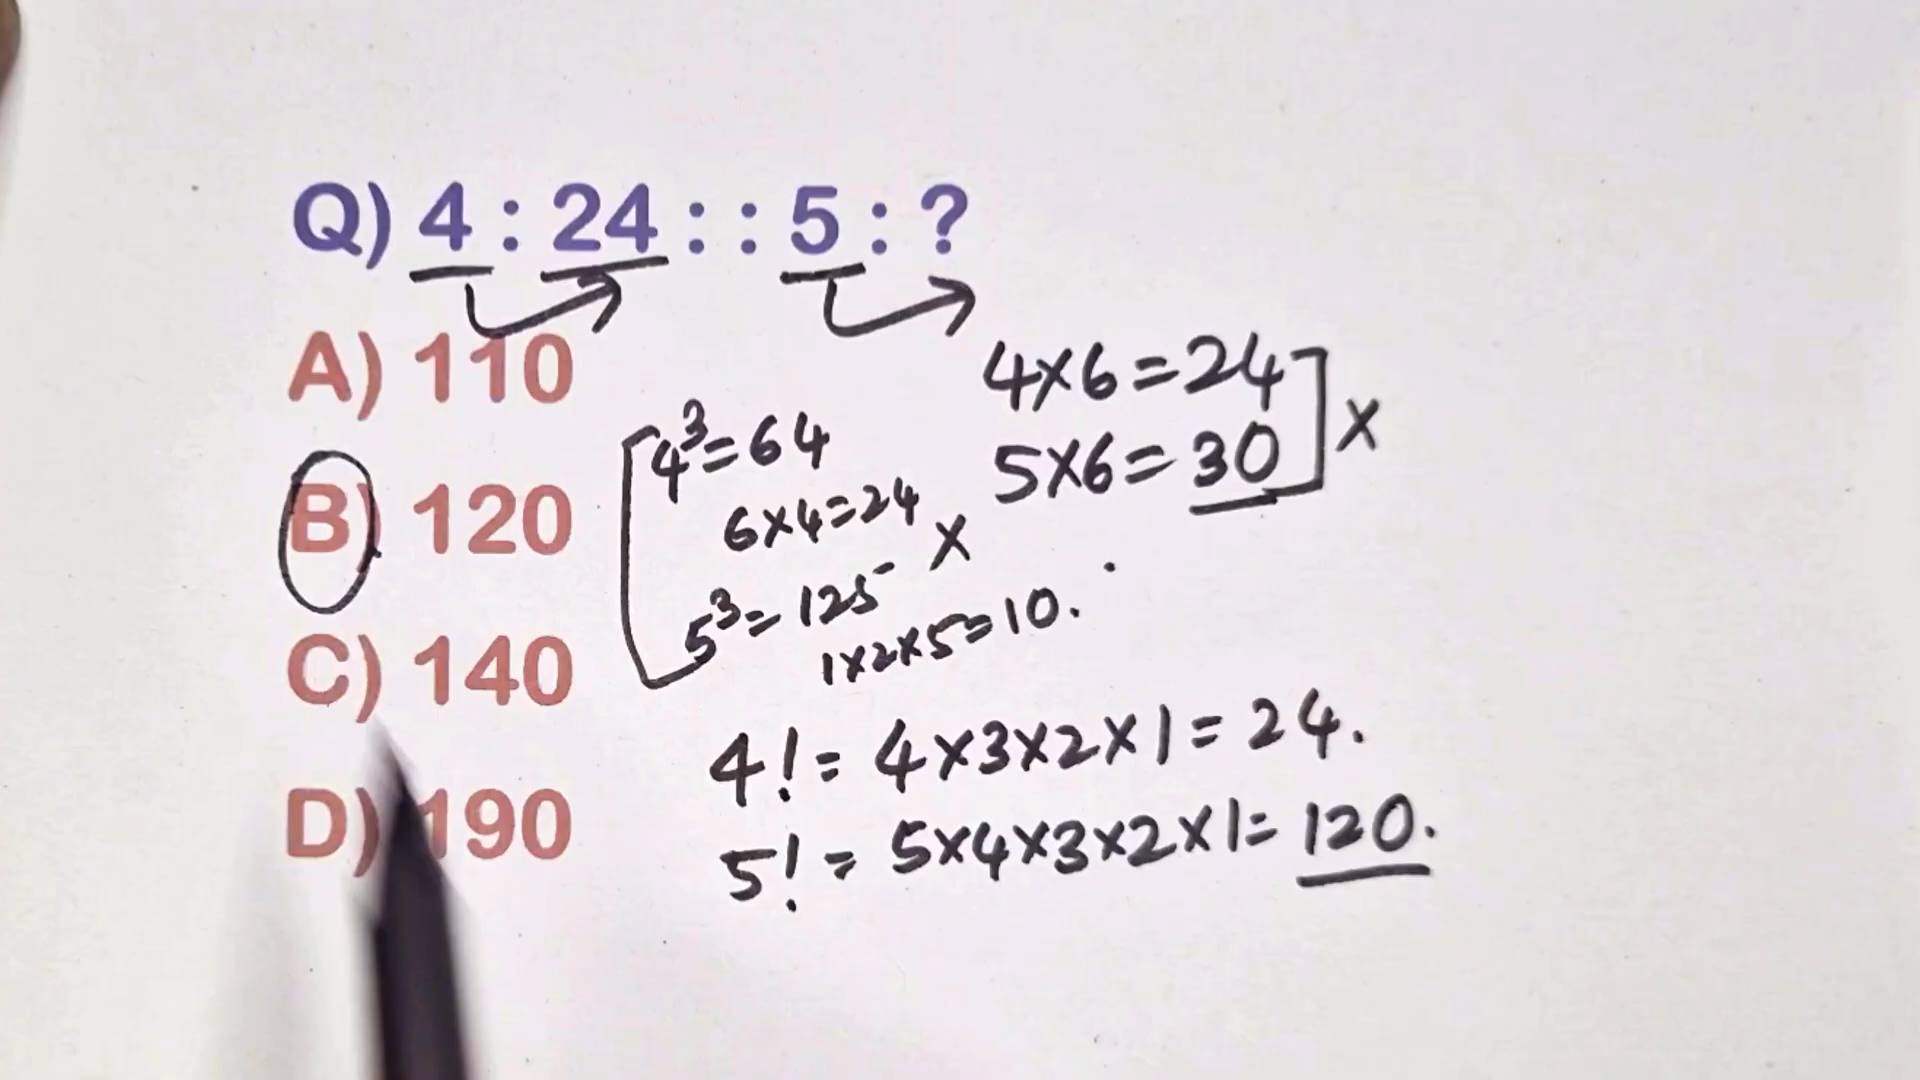 Q) 4 : 24 : : 5 : ?
A) 110
B) 120
C) 140
D) 190
4×6=24
5×6=30
×
4³=64
6×4=24
×
5³=125
1×2×5=10.
4!=4×3×2×1=24.
5!=5×4×3×2×1=120.